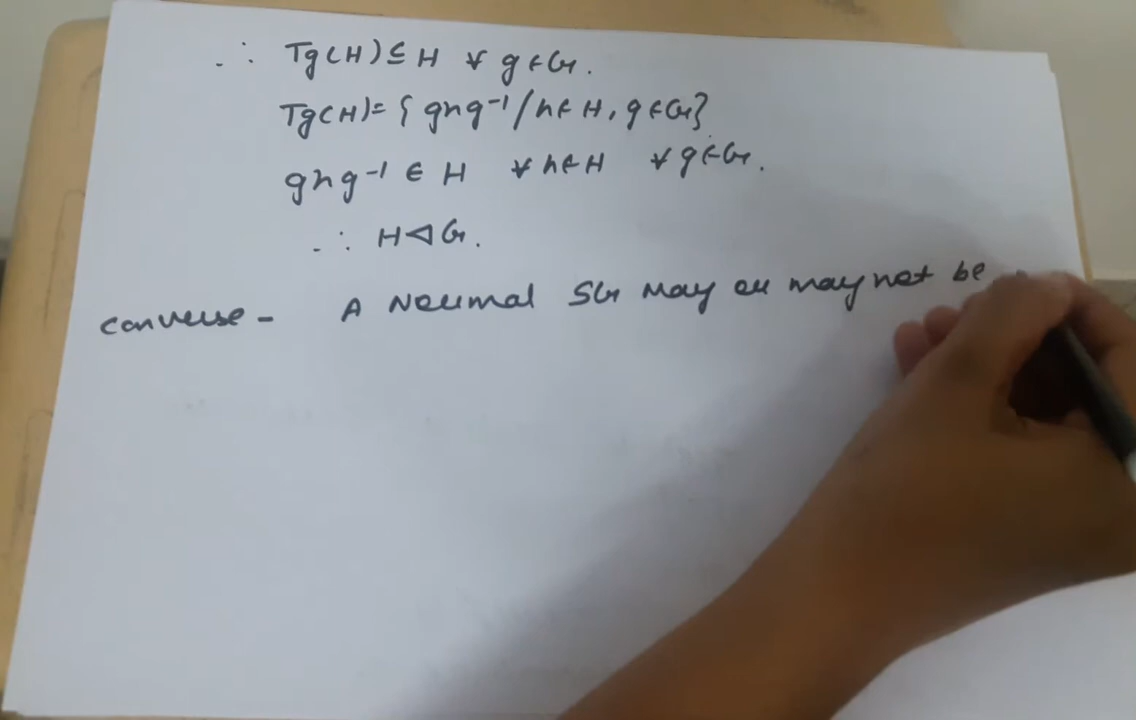 ∴ Tg(H) ⊆ H ∀ g ∈ G.
Tg(H) = { ghg⁻¹ / h ∈ H, g ∈ G }
ghg⁻¹ ∈ H ∀ h ∈ H ∀ g ∈ G.
∴ H ⊲ G.
converse - A Normal SG May or may not be